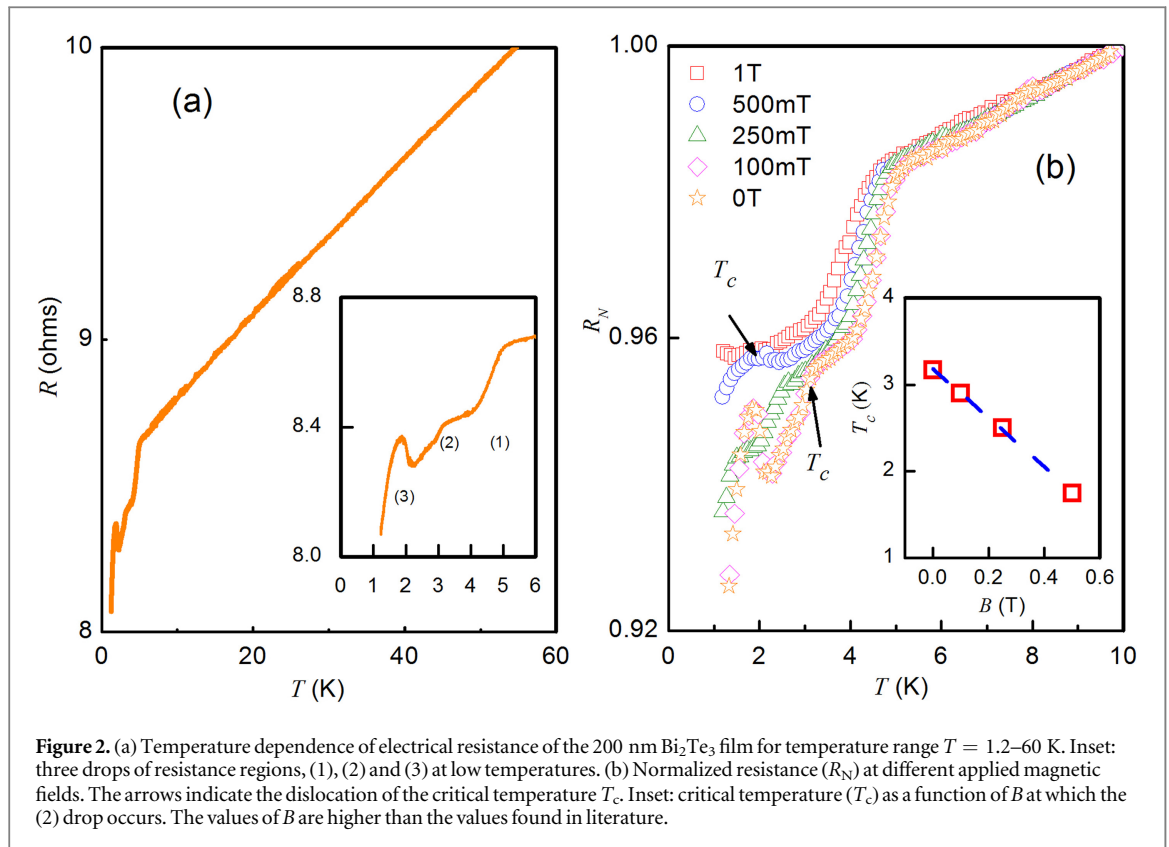 10
9
8
R (ohms)
(a)
8.8
8.4
8.0
(1)
(2)
(3)
0 1 2 3 4 5 6
0 20 40 60
T (K)
1.00
0.96
0.92
R_N
1T
500mT
250mT
100mT
0T
(b)
T_c
T_c
4
3
2
1
T_c (K)
0.0 0.2 0.4 0.6
B (T)
0 2 4 6 8 10
T (K)
Figure 2. (a) Temperature dependence of electrical resistance of the 200 nm Bi₂Te₃ film for temperature range T = 1.2–60 K. Inset:
three drops of resistance regions, (1), (2) and (3) at low temperatures. (b) Normalized resistance (R_N) at different applied magnetic
fields. The arrows indicate the dislocation of the critical temperature T_c. Inset: critical temperature (T_c) as a function of B at which the
(2) drop occurs. The values of B are higher than the values found in literature.